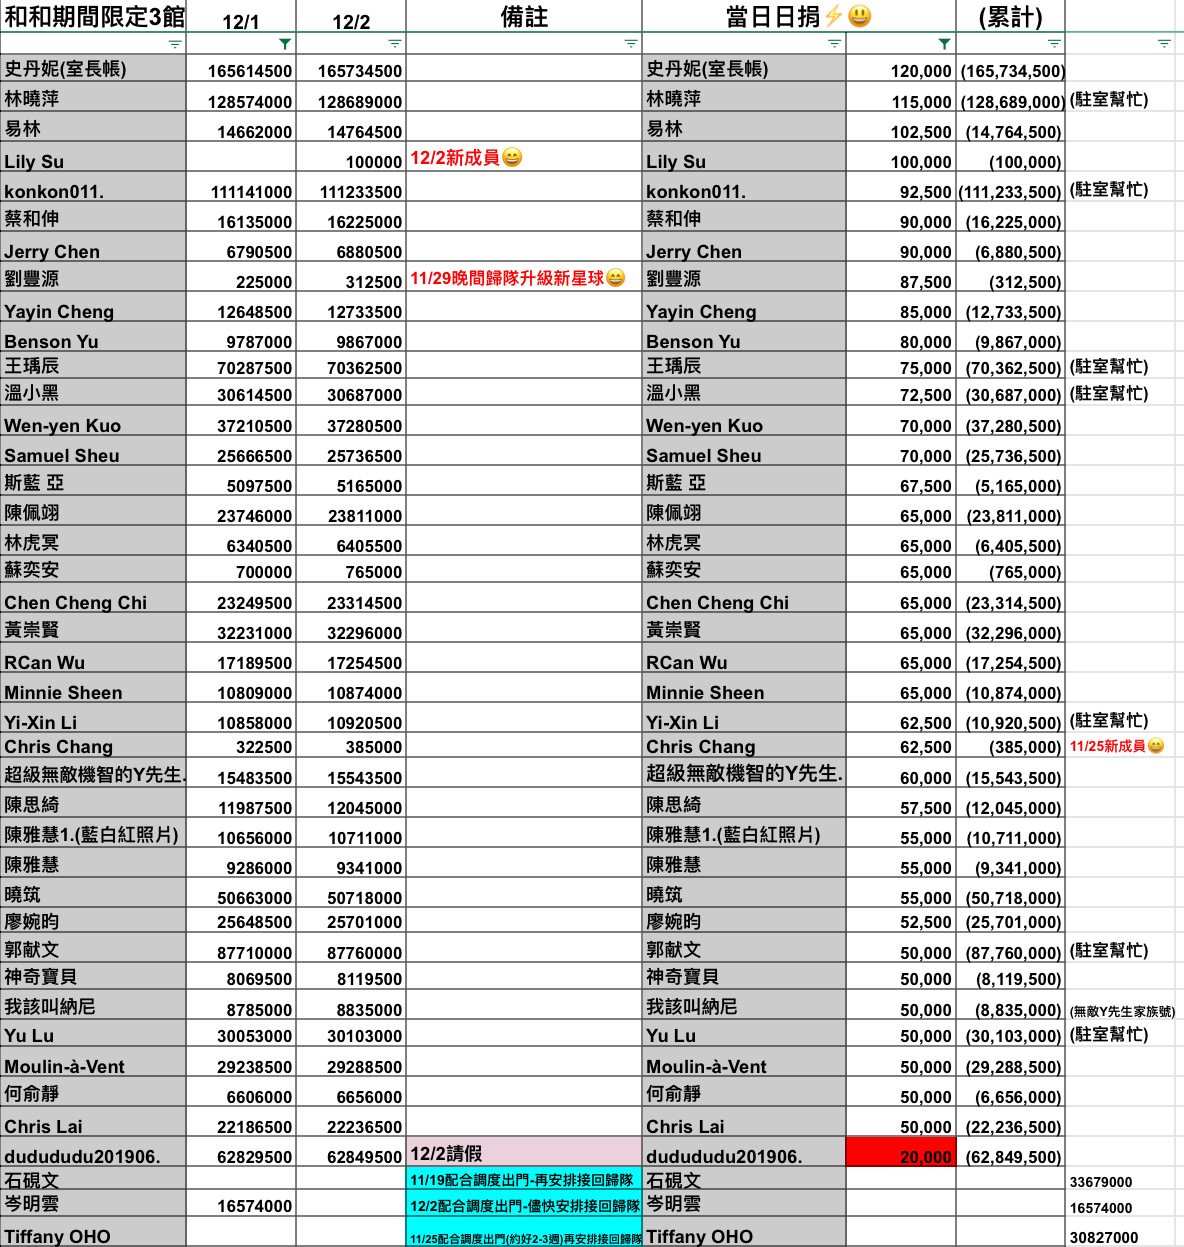 和和期間限定3館 12/1 12/2 備註 當日日捐⚡😃 (累計)
史丹妮(室長帳) 165614500 165734500 史丹妮(室長帳) 120,000 (165,734,500)
林曉萍 128574000 128689000 林曉萍 115,000 (128,689,000) (駐室幫忙)
易林 14662000 14764500 易林 102,500 (14,764,500)
Lily Su 100000 12/2新成員😄 Lily Su 100,000 (100,000)
konkon011. 111141000 111233500 konkon011. 92,500 (111,233,500) (駐室幫忙)
蔡和伸 16135000 16225000 蔡和伸 90,000 (16,225,000)
Jerry Chen 6790500 6880500 Jerry Chen 90,000 (6,880,500)
劉豐源 225000 312500 11/29晚間歸隊升級新星球😄 劉豐源 87,500 (312,500)
Yayin Cheng 12648500 12733500 Yayin Cheng 85,000 (12,733,500)
Benson Yu 9787000 9867000 Benson Yu 80,000 (9,867,000)
王瑀辰 70287500 70362500 王瑀辰 75,000 (70,362,500) (駐室幫忙)
溫小黑 30614500 30687000 溫小黑 72,500 (30,687,000) (駐室幫忙)
Wen-yen Kuo 37210500 37280500 Wen-yen Kuo 70,000 (37,280,500)
Samuel Sheu 25666500 25736500 Samuel Sheu 70,000 (25,736,500)
斯藍 亞 5097500 5165000 斯藍 亞 67,500 (5,165,000)
陳佩翊 23746000 23811000 陳佩翊 65,000 (23,811,000)
林虎冥 6340500 6405500 林虎冥 65,000 (6,405,500)
蘇奕安 700000 765000 蘇奕安 65,000 (765,000)
Chen Cheng Chi 23249500 23314500 Chen Cheng Chi 65,000 (23,314,500)
黃崇賢 32231000 32296000 黃崇賢 65,000 (32,296,000)
RCan Wu 17189500 17254500 RCan Wu 65,000 (17,254,500)
Minnie Sheen 10809000 10874000 Minnie Sheen 65,000 (10,874,000)
Yi-Xin Li 10858000 10920500 Yi-Xin Li 62,500 (10,920,500) (駐室幫忙)
Chris Chang 322500 385000 Chris Chang 62,500 (385,000) 11/25新成員😄
超級無敵機智的Y先生. 15483500 15543500 超級無敵機智的Y先生. 60,000 (15,543,500)
陳思綺 11987500 12045000 陳思綺 57,500 (12,045,000)
陳雅慧1.(藍白紅照片) 10656000 10711000 陳雅慧1.(藍白紅照片) 55,000 (10,711,000)
陳雅慧 9286000 9341000 陳雅慧 55,000 (9,341,000)
曉筑 50663000 50718000 曉筑 55,000 (50,718,000)
廖婉昀 25648500 25701000 廖婉昀 52,500 (25,701,000)
郭献文 87710000 87760000 郭献文 50,000 (87,760,000) (駐室幫忙)
神奇寶貝 8069500 8119500 神奇寶貝 50,000 (8,119,500)
我該叫納尼 8785000 8835000 我該叫納尼 50,000 (8,835,000) (無敵Y先生家族號)
Yu Lu 30053000 30103000 Yu Lu 50,000 (30,103,000) (駐室幫忙)
Moulin-à-Vent 29238500 29288500 Moulin-à-Vent 50,000 (29,288,500)
何俞靜 6606000 6656000 何俞靜 50,000 (6,656,000)
Chris Lai 22186500 22236500 Chris Lai 50,000 (22,236,500)
dudududu201906. 62829500 62849500 12/2請假 dudududu201906. 20,000 (62,849,500)
石硯文 11/19配合調度出門-再安排接回歸隊 石硯文 33679000
岑明雲 16574000 12/2配合調度出門-儘快安排接回歸隊 岑明雲 16574000
Tiffany OHO 11/25配合調度出門(約好2-3週)再安排接回歸隊 Tiffany OHO 30827000